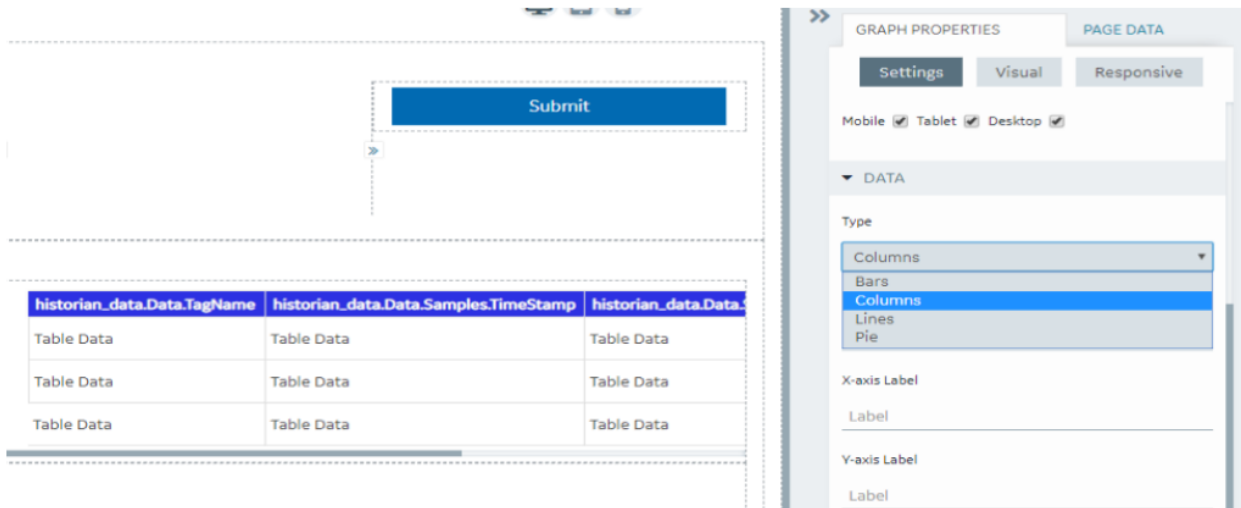 Submit
historian_data.Data.TagName historian_data.Data.Samples.TimeStamp historian_data.Data.
Table Data Table Data Table Data
Table Data Table Data Table Data
Table Data Table Data Table Data
GRAPH PROPERTIES PAGE DATA
Settings Visual Responsive
Mobile Tablet Desktop
DATA
Type
Columns
Bars
Columns
Lines
Pie
X-axis Label
Label
Y-axis Label
Label